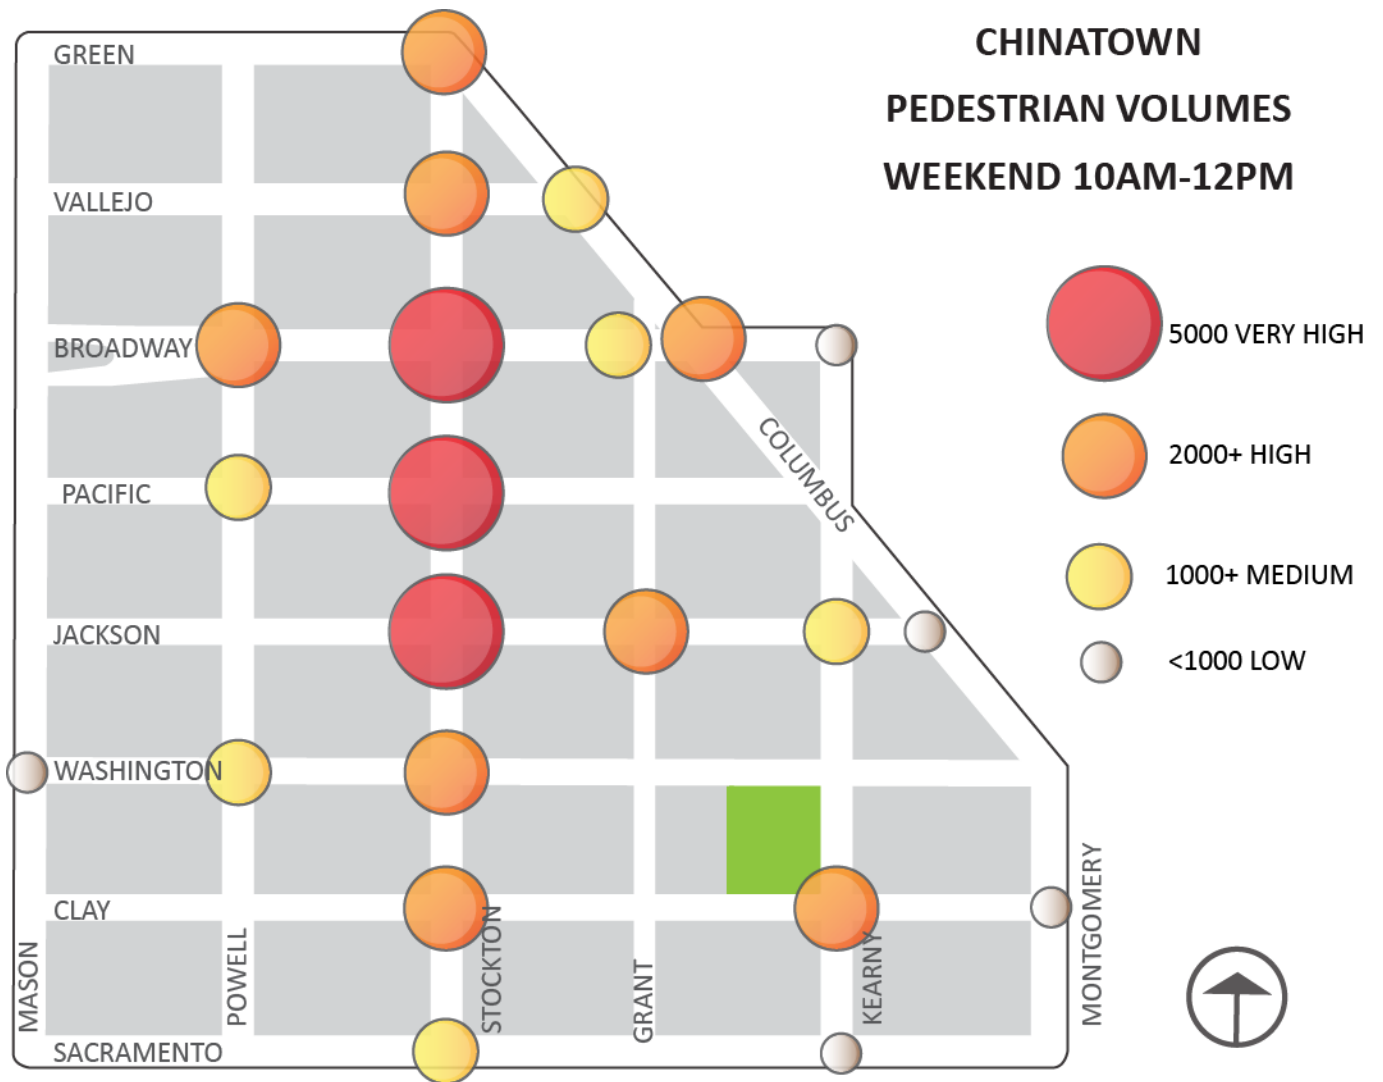 CHINATOWN
PEDESTRIAN VOLUMES
WEEKEND 10AM-12PM
GREEN
VALLEJO
BROADWAY
PACIFIC
JACKSON
WASHINGTON
CLAY
SACRAMENTO
MASON
POWELL
STOCKTON
GRANT
KEARNY
MONTGOMERY
COLUMBUS
5000 VERY HIGH
2000+ HIGH
1000+ MEDIUM
<1000 LOW